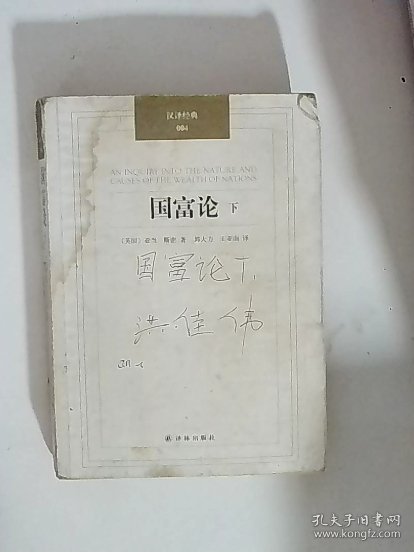 汉译经典
004
AN INQUIRY INTO THE NATURE AND
CAUSES OF THE WEALTH OF NATIONS
国富论 下
〔英国〕亚当·斯密 著 郭大力 王亚南 译
国富论下
洪佳伟
译林出版社
孔夫子旧书网
www.kongfz.com